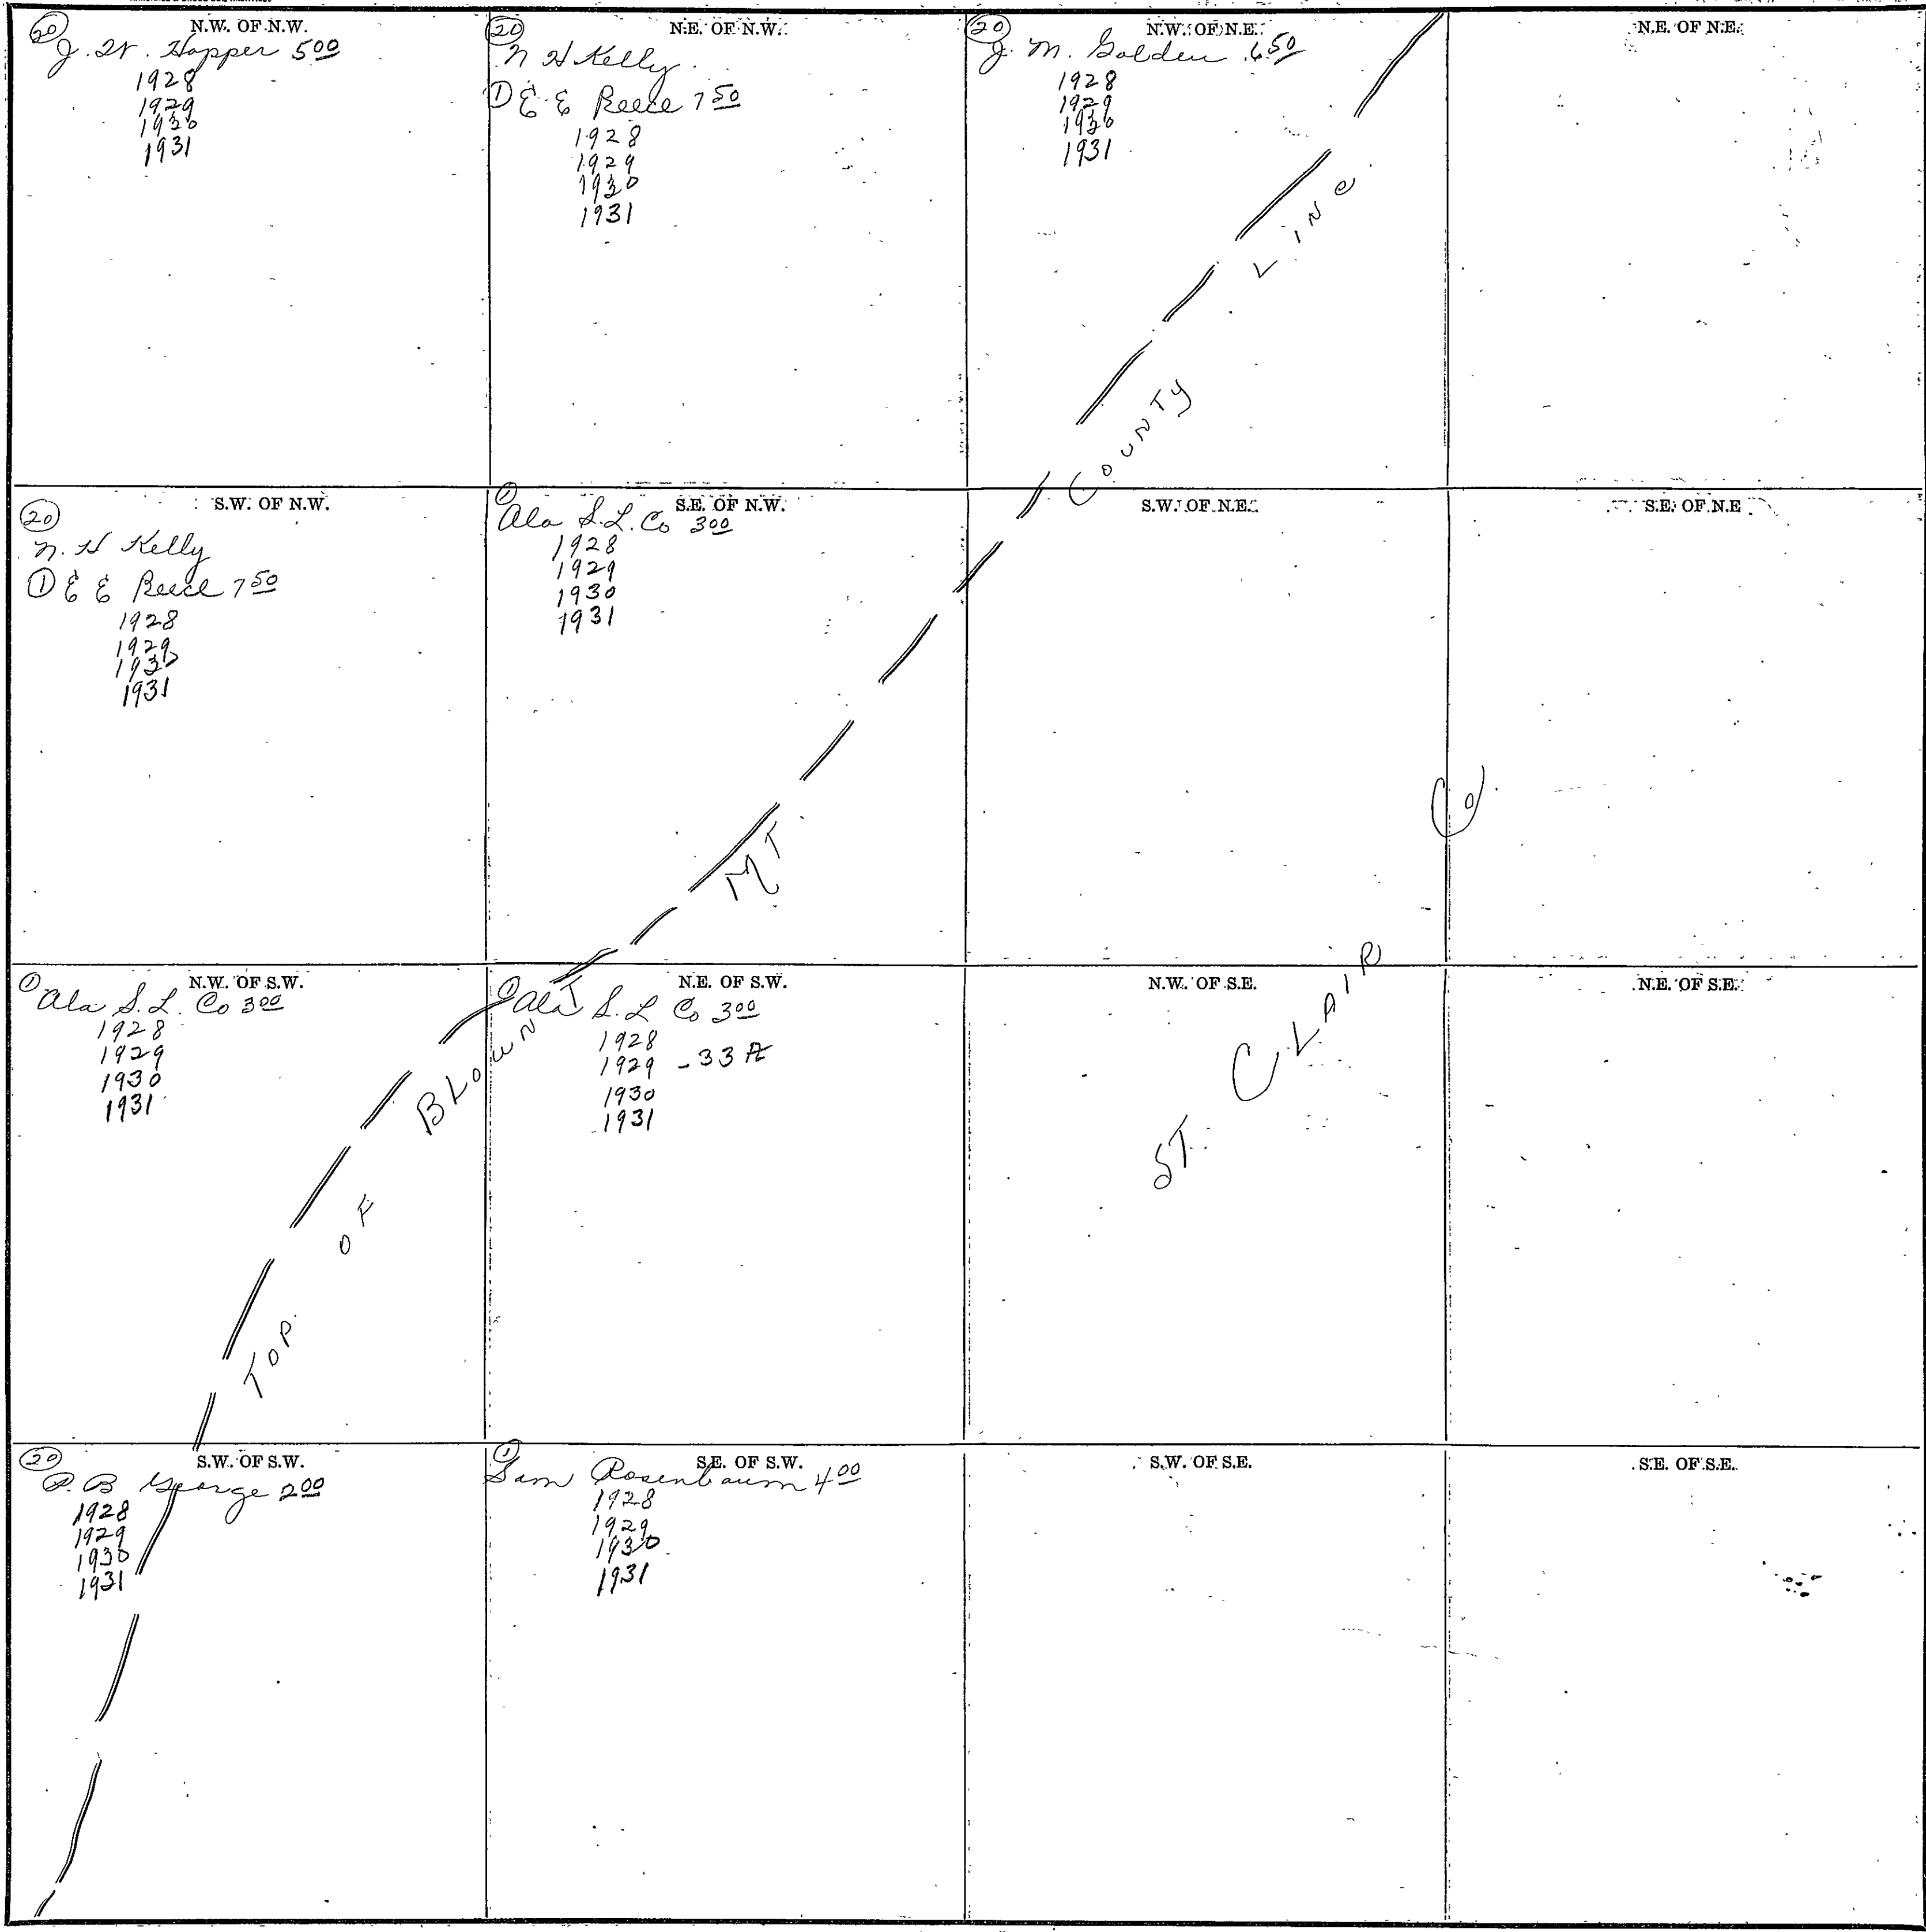 N.W. OF N.W.
20
J. W. Hopper 5 00
1928
1929
1930
1931
N.E. OF N.W.
20
N H Kelly
1 E E Reece 7 50
1928
1929
1930
1931
N.W. OF N.E.
20
J. M. Golden 6 50
1928
1929
1930
1931
N.E. OF N.E.
COUNTY LINE
S.W. OF N.W.
20
N. H Kelly
1 E E Reece 7 50
1928
1929
1930
1931
S.E. OF N.W.
1
Ala S. L. Co 3 00
1928
1929
1930
1931
S.W. OF N.E.
S.E. OF N.E
N.W. OF S.W.
1
Ala S. L. Co 3 00
1928
1929
1930
1931
TOP OF BLOUNT MT
N.E. OF S.W.
1
Ala S. L Co 3 00
1928
1929 - 33
1930
1931
N.W. OF S.E.
ST. CLAIR Co
N.E. OF S.E.
S.W. OF S.W.
20
P. B George 2 00
1928
1929
1930
1931
S.E. OF S.W.
1
Sam Rosenbaum 4 00
1928
1929
1930
1931
S.W. OF S.E.
S.E. OF S.E.